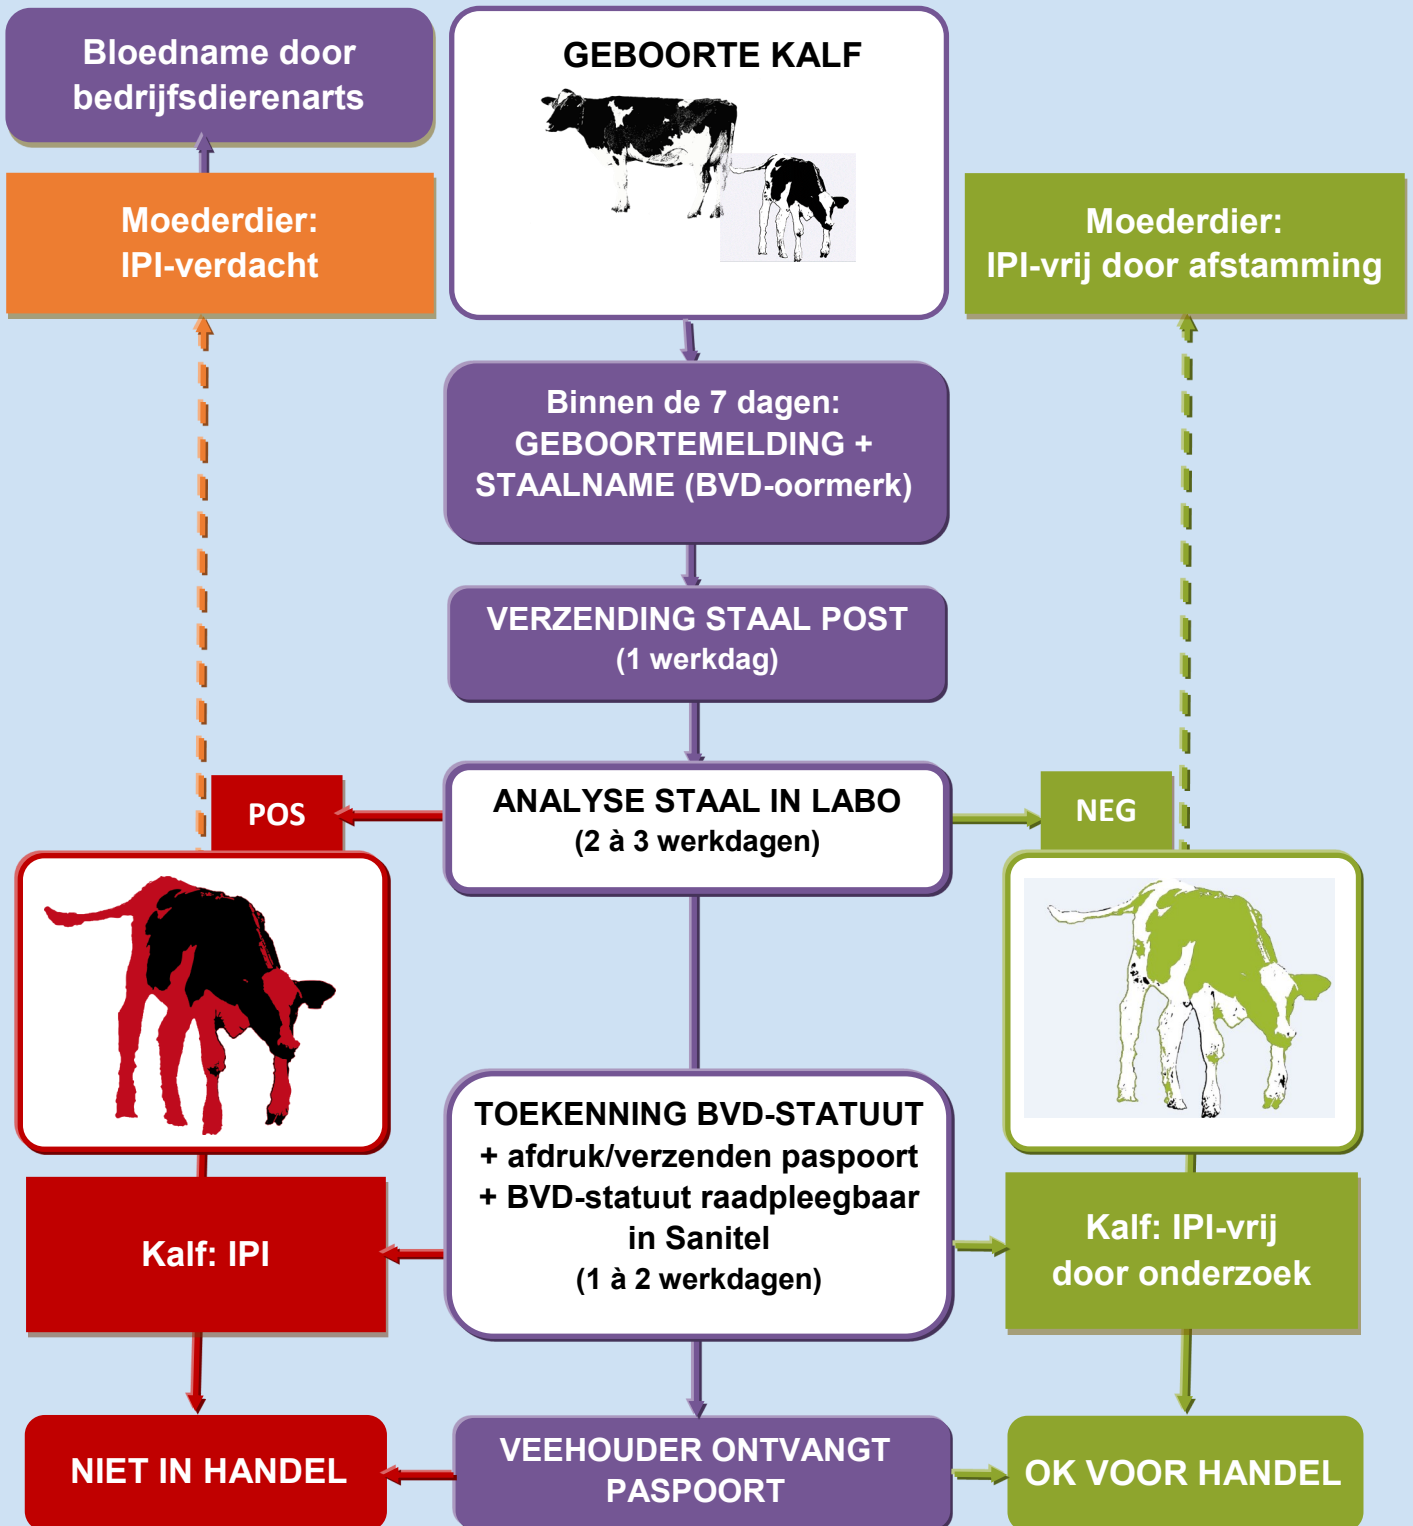 Bloedname door
bedrijfsdierenarts
GEBOORTE KALF
Moederdier:
IPI-verdacht
Moederdier:
IPI-vrij door afstamming
Binnen de 7 dagen:
GEBOORTEMELDING +
STAALNAME (BVD-oormerk)
VERZENDING STAAL POST
(1 werkdag)
POS
ANALYSE STAAL IN LABO
(2 à 3 werkdagen)
NEG
TOEKENNING BVD-STATUUT
+ afdruk/verzenden paspoort
+ BVD-statuut raadpleegbaar
in Sanitel
(1 à 2 werkdagen)
Kalf: IPI
Kalf: IPI-vrij
door onderzoek
NIET IN HANDEL
VEEHOUDER ONTVANGT
PASPOORT
OK VOOR HANDEL